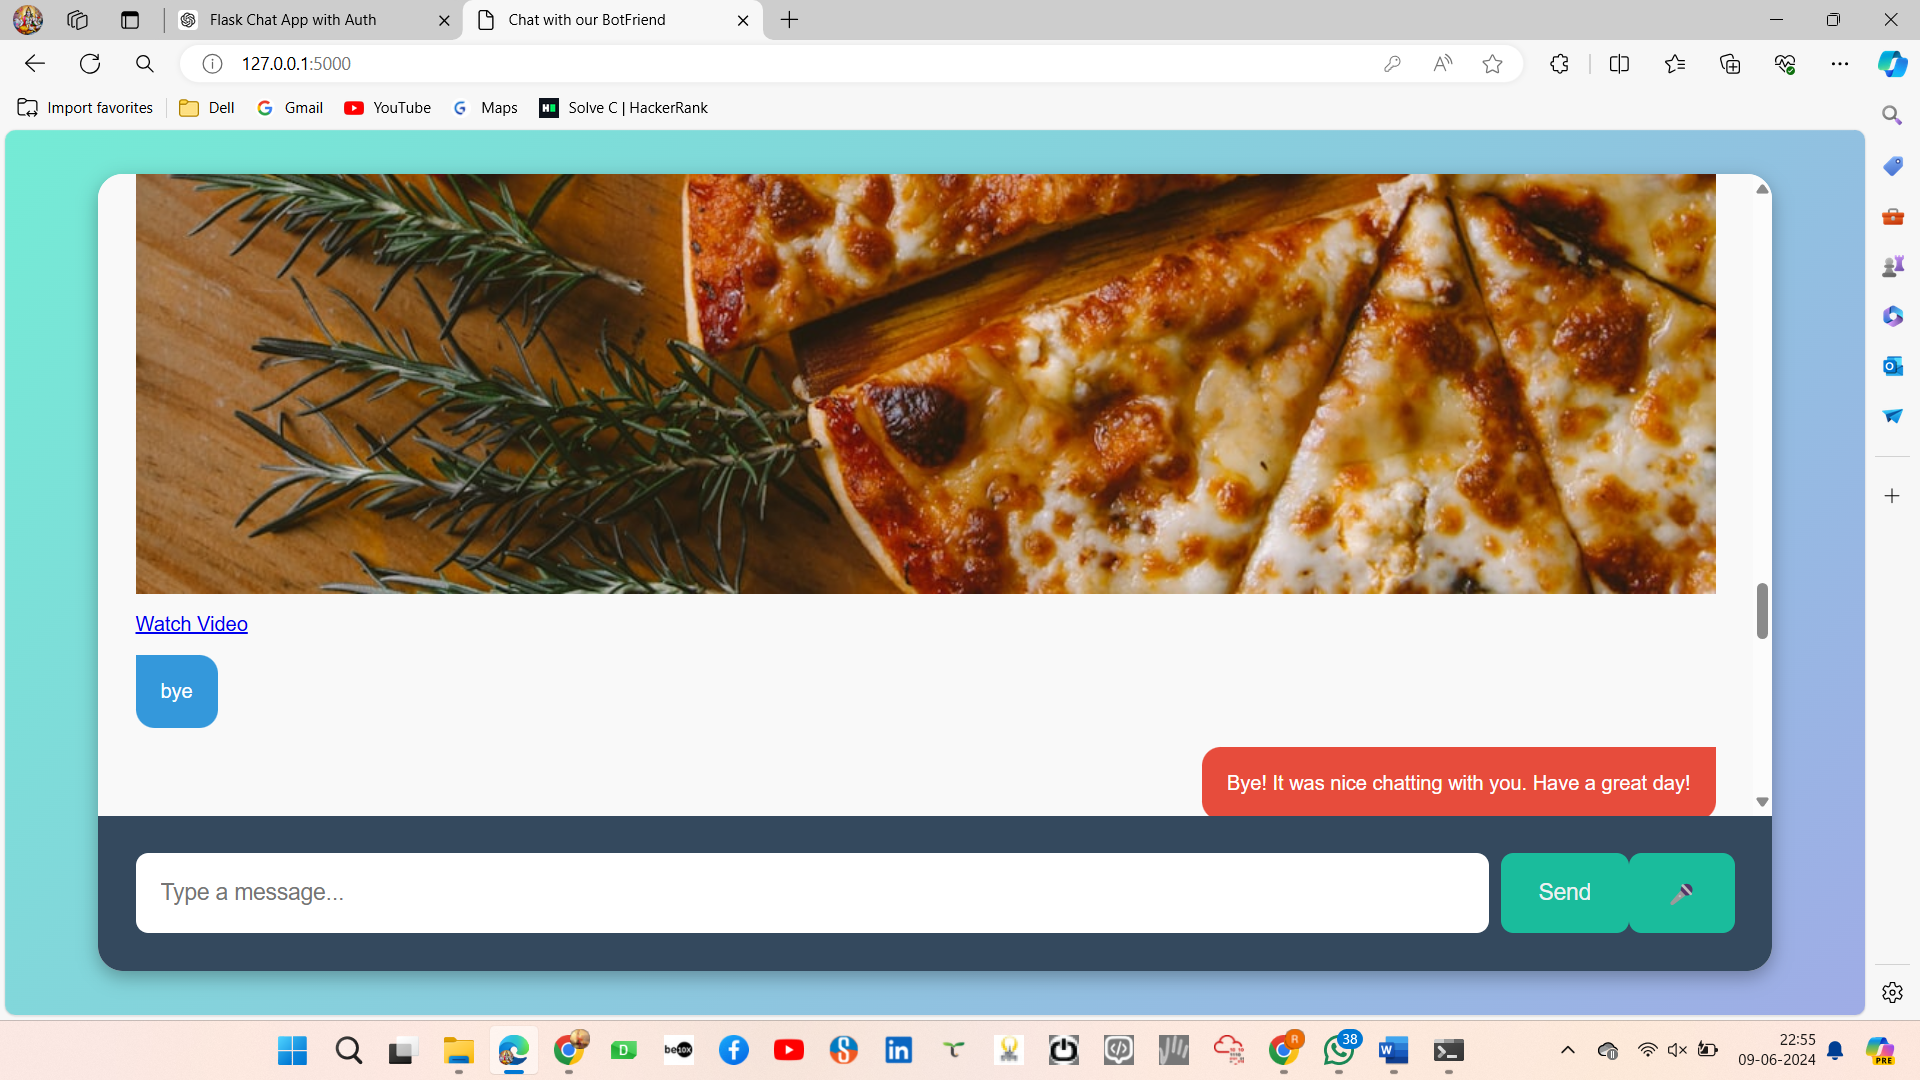 Flask Chat App with Auth
Chat with our BotFriend
127.0.0.1:5000
Import favorites
Dell
Gmail
YouTube
Maps
Solve C | HackerRank
Watch Video
bye
Bye! It was nice chatting with you. Have a great day!
Type a message...
Send
D
be10x
R
38
W
22:55
09-06-2024
PRE